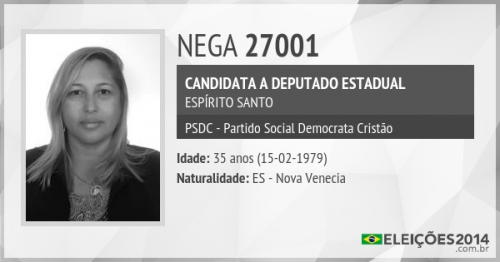 NEGA 27001
CANDIDATA A DEPUTADO ESTADUAL
ESPÍRITO SANTO
PSDC - Partido Social Democrata Cristão
Idade: 35 anos (15-02-1979)
Naturalidade: ES - Nova Venecia
ELEIÇÕES2014
.com.br